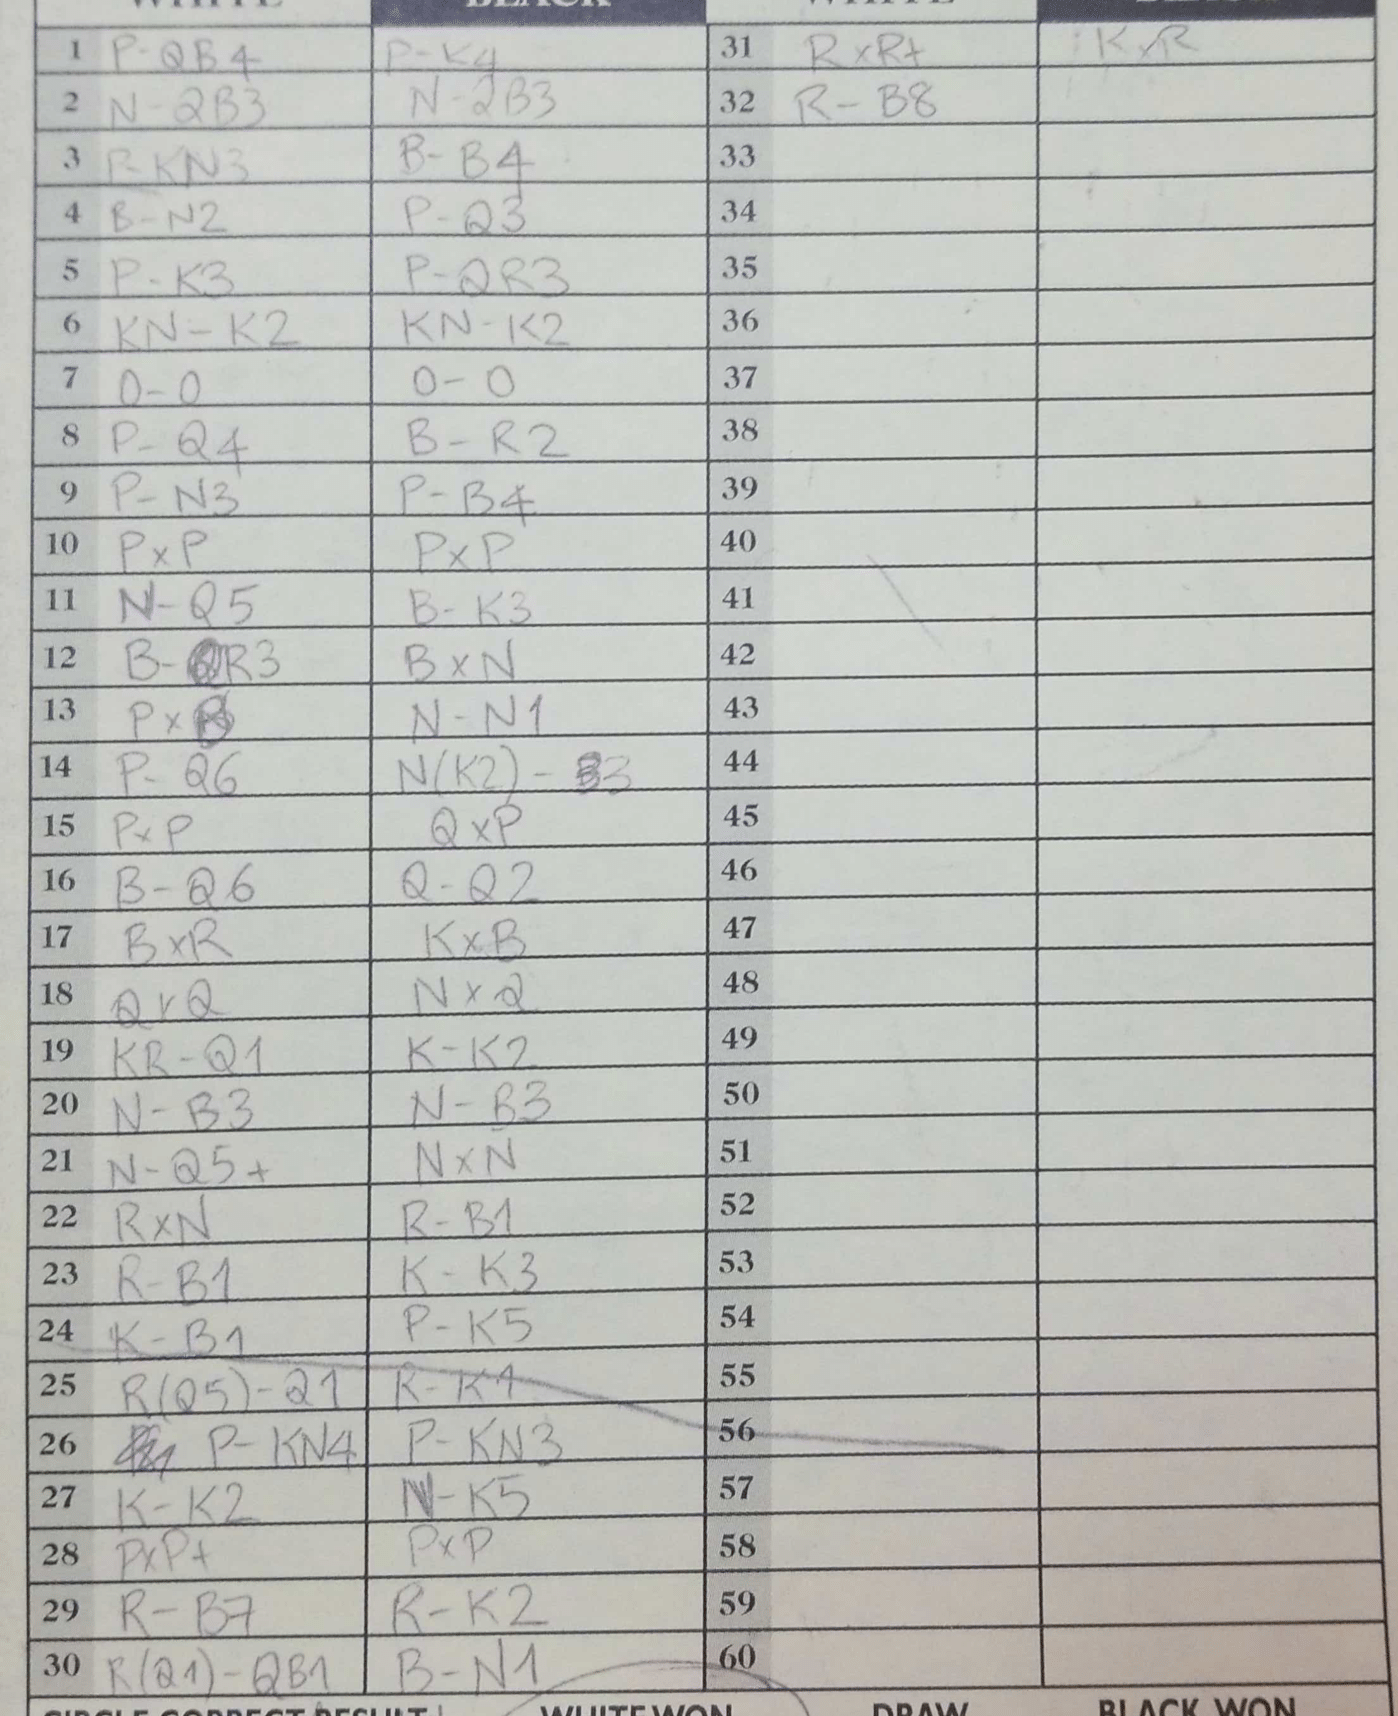 WHITE BLACK WHITE BLACK
1 P-QB4 P-K4 31 RxR+ KxR
2 N-QB3 N-QB3 32 R-B8
3 P-KN3 B-B4 33
4 B-N2 P-Q3 34
5 P-K3 P-QR3 35
6 KN-K2 KN-K2 36
7 0-0 0-0 37
8 P-Q4 B-R2 38
9 P-N3 P-B4 39
10 PxP PxP 40
11 N-Q5 B-K3 41
12 B-QR3 BxN 42
13 PxB N-N1 43
14 P-Q6 N(K2)-B3 44
15 PxP QxP 45
16 B-Q6 Q-Q2 46
17 BxR KxB 47
18 QxQ NxQ 48
19 KR-Q1 K-K2 49
20 N-B3 N-B3 50
21 N-Q5+ NxN 51
22 RxN R-B1 52
23 R-B1 K-K3 53
24 K-B1 P-K5 54
25 R(Q5)-Q1 R-K1 55
26 P-KN4 P-KN3 56
27 K-K2 N-K5 57
28 PxP+ PxP 58
29 R-B7 R-K2 59
30 R(Q1)-QB1 B-N1 60
CIRCLE CORRECT RESULT: WHITE WON DRAW BLACK WON